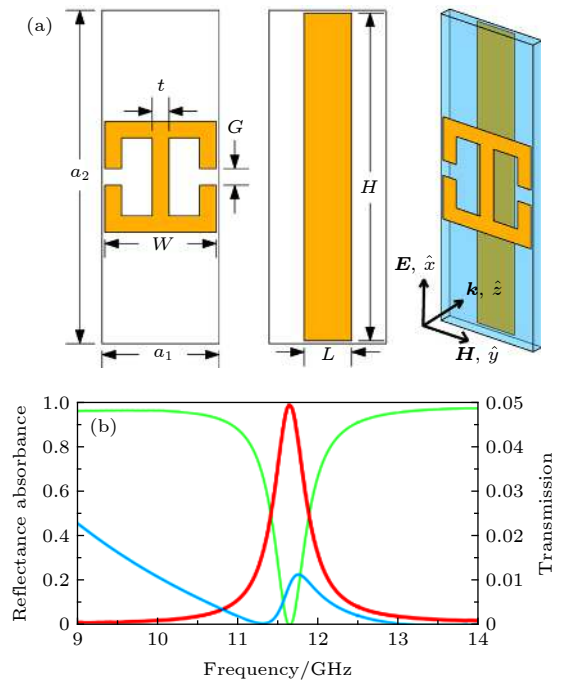 (a)
t
G
a₂
W
a₁
H
L
E, x̂
k, ẑ
H, ŷ
(b)
Reflectance absorbance
1.0
0.8
0.6
0.4
0.2
0
Transmission
0.05
0.04
0.03
0.02
0.01
0
9 10 11 12 13 14
Frequency/GHz